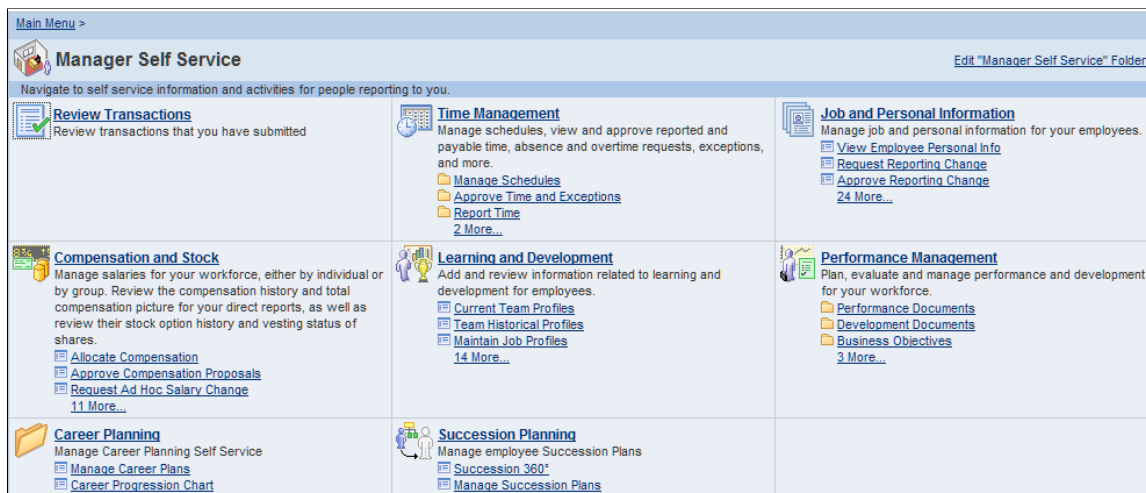 Main Menu >
Manager Self Service
Edit "Manager Self Service" Folder
Navigate to self service information and activities for people reporting to you.
Review Transactions
Review transactions that you have submitted
Time Management
Manage schedules, view and approve reported and
payable time, absence and overtime requests, exceptions,
and more.
Manage Schedules
Approve Time and Exceptions
Report Time
2 More...
Job and Personal Information
Manage job and personal information for your employees.
View Employee Personal Info
Request Reporting Change
Approve Reporting Change
24 More...
Compensation and Stock
Manage salaries for your workforce, either by individual or
by group. Review the compensation history and total
compensation picture for your direct reports, as well as
review their stock option history and vesting status of
shares.
Allocate Compensation
Approve Compensation Proposals
Request Ad Hoc Salary Change
11 More...
Learning and Development
Add and review information related to learning and
development for employees.
Current Team Profiles
Team Historical Profiles
Maintain Job Profiles
14 More...
Performance Management
Plan, evaluate and manage performance and development
for your workforce.
Performance Documents
Development Documents
Business Objectives
3 More...
Career Planning
Manage Career Planning Self Service
Manage Career Plans
Career Progression Chart
Succession Planning
Manage employee Succession Plans
Succession 360°
Manage Succession Plans